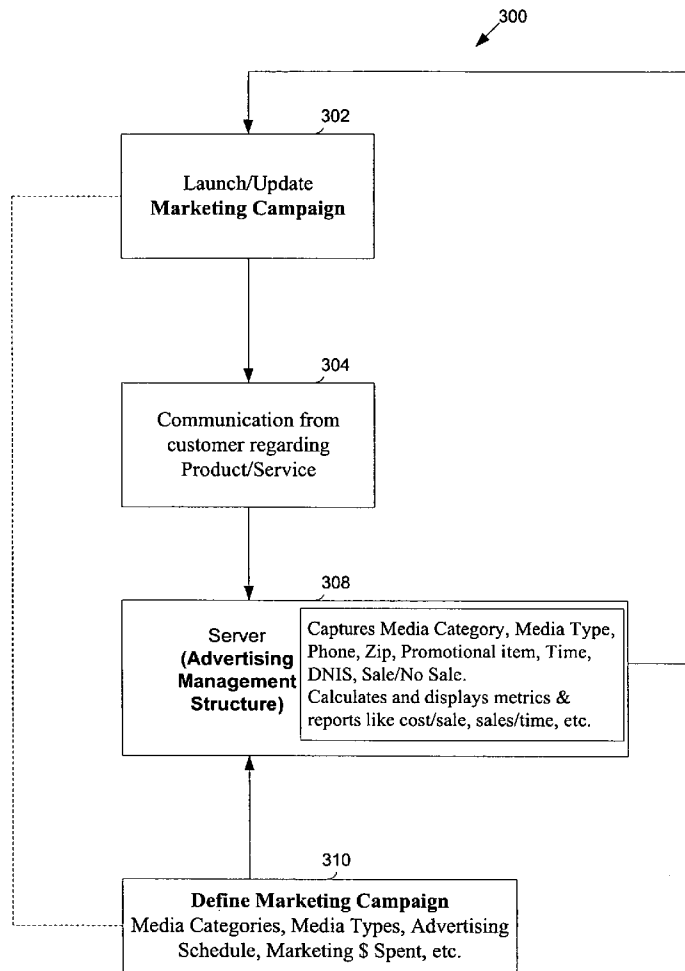 300
302
Launch/Update
Marketing Campaign
304
Communication from
customer regarding
Product/Service
308
Server
(Advertising
Management
Structure)
Captures Media Category, Media Type,
Phone, Zip, Promotional item, Time,
DNIS, Sale/No Sale.
Calculates and displays metrics &
reports like cost/sale, sales/time, etc.
310
Define Marketing Campaign
Media Categories, Media Types, Advertising
Schedule, Marketing $ Spent, etc.